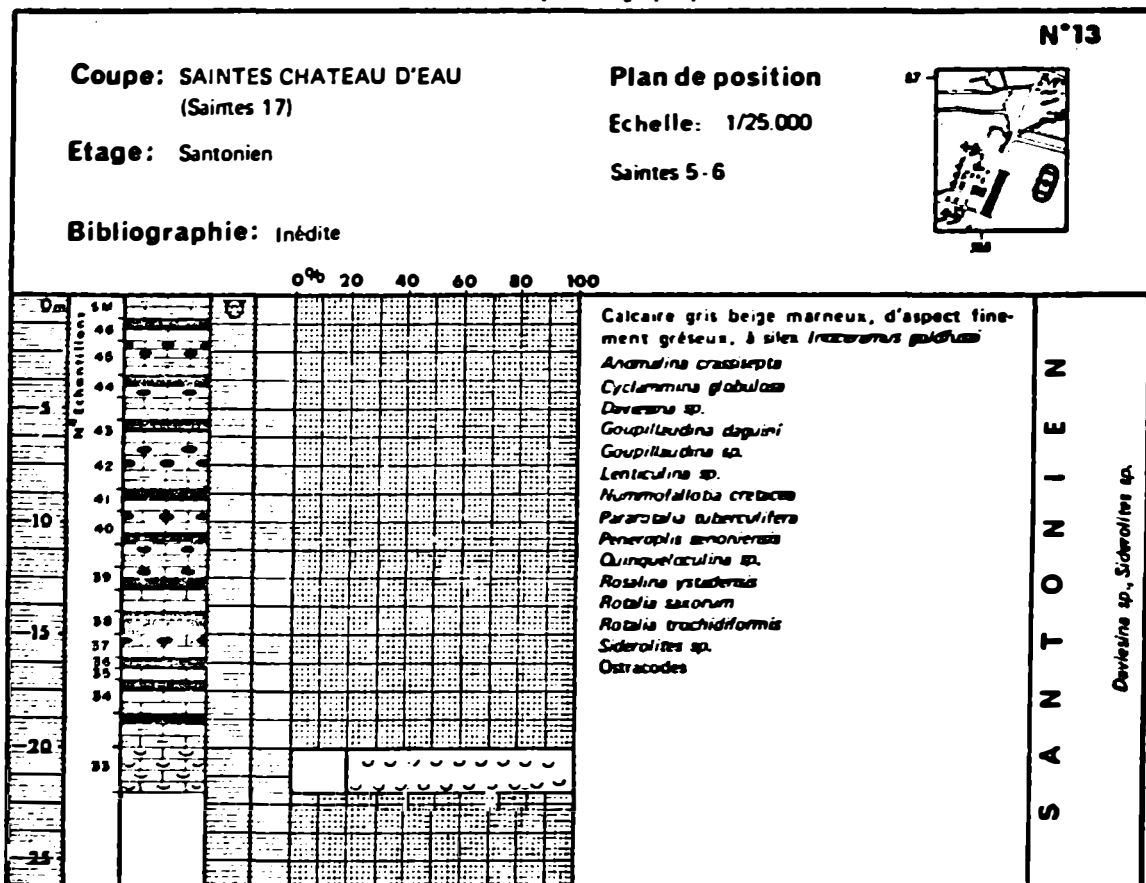 N°13
Coupe: SAINTES CHATEAU D'EAU
(Saintes 17)
Etage: Santonien
Bibliographie: Inédite
Plan de position
Echelle: 1/25.000
Saintes 5-6
0% 20 40 60 80 100
0m
-5
-10
-15
-20
-25
N° Echantillons
SM
46
45
44
43
42
41
40
39
38
37
36
35
34
33
Calcaire gris beige marneux, d'aspect fine-
ment gréseux, à silex Inoceramus goldfussi
Anomalina crassisepta
Cyclammina globulosa
Daviesina sp.
Goupillaudina daguini
Goupillaudina sp.
Lenticulina sp.
Nummofallotia cretacea
Pararotalia tuberculifera
Peneroplis senoniensis
Quinqueloculina sp.
Rosalina ystadensis
Rotalia saxorum
Rotalia trochidiformis
Siderolites sp.
Ostracodes
SANTONIEN
Daviesina sp., Siderolites sp.